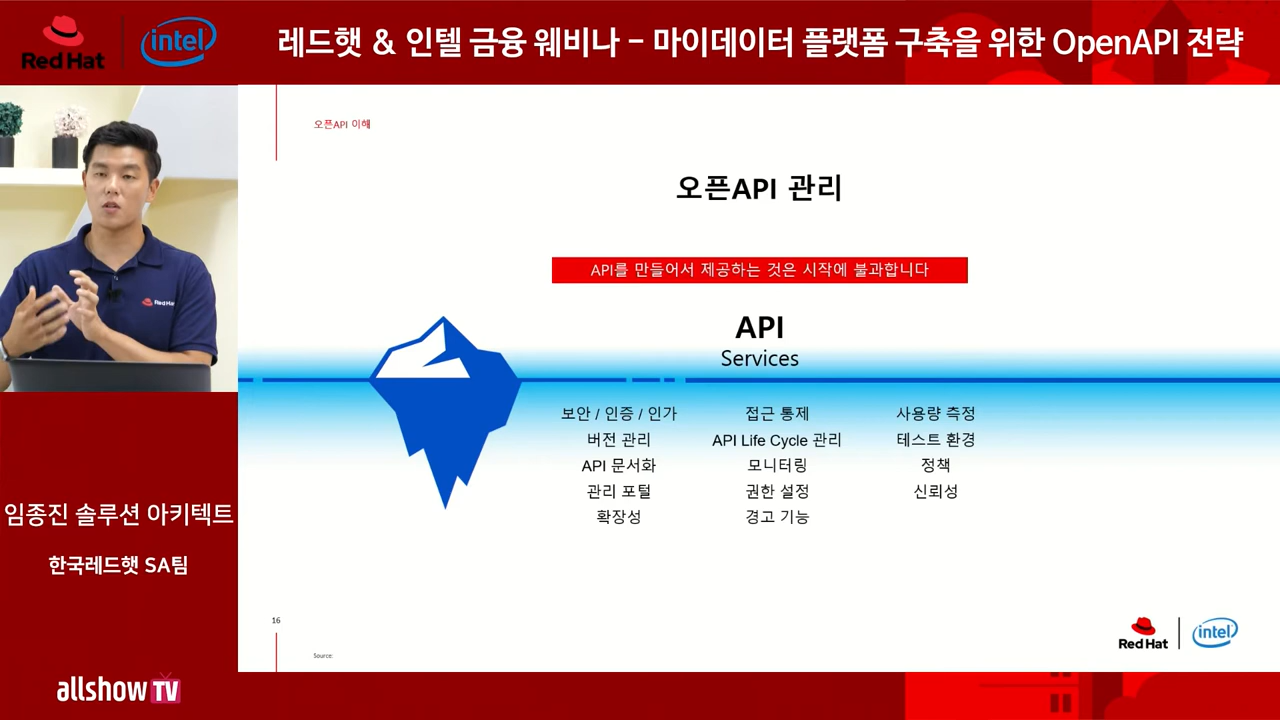 Red Hat
intel
레드햇 & 인텔 금융 웨비나 - 마이데이터 플랫폼 구축을 위한 OpenAPI 전략
오픈API 이해
오픈API 관리
API를 만들어서 제공하는 것은 시작에 불과합니다
API
Services
보안 / 인증 / 인가
접근 통제
사용량 측정
버전 관리
API Life Cycle 관리
테스트 환경
API 문서화
모니터링
정책
관리 포털
권한 설정
신뢰성
확장성
경고 기능
Red Hat
임종진 솔루션 아키텍트
한국레드햇 SA팀
16
Source:
Red Hat
intel
allshow TV